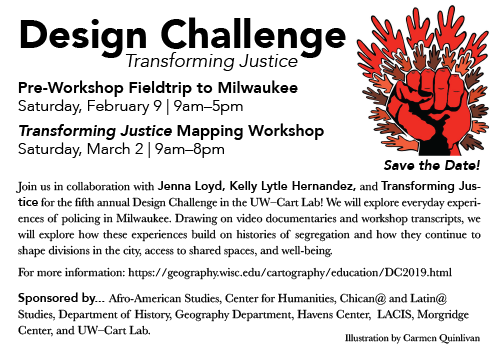 Design Challenge
Transforming Justice
Pre-Workshop Fieldtrip to Milwaukee
Saturday, February 9 | 9am–5pm
Transforming Justice Mapping Workshop
Saturday, March 2 | 9am–8pm
Save the Date!
Join us in collaboration with Jenna Loyd, Kelly Lytle Hernandez, and Transforming Jus-
tice for the fifth annual Design Challenge in the UW–Cart Lab! We will explore everyday experi-
ences of policing in Milwaukee. Drawing on video documentaries and workshop transcripts, we
will explore how these experiences build on histories of segregation and how they continue to
shape divisions in the city, access to shared spaces, and well-being.
For more information: https://geography.wisc.edu/cartography/education/DC2019.html
Sponsored by... Afro-American Studies, Center for Humanities, Chican@ and Latin@
Studies, Department of History, Geography Department, Havens Center, LACIS, Morgridge
Center, and UW–Cart Lab.
Illustration by Carmen Quinlivan